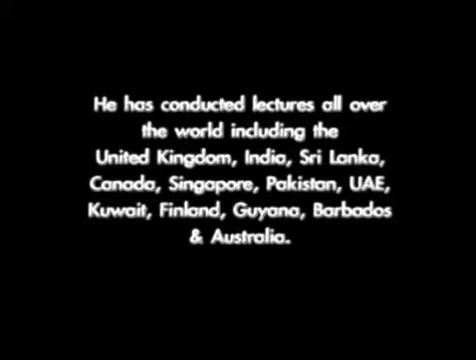 He has conducted lectures all over
the world including the
United Kingdom, India, Sri Lanka,
Canada, Singapore, Pakistan, UAE,
Kuwait, Finland, Guyana, Barbados
& Australia.